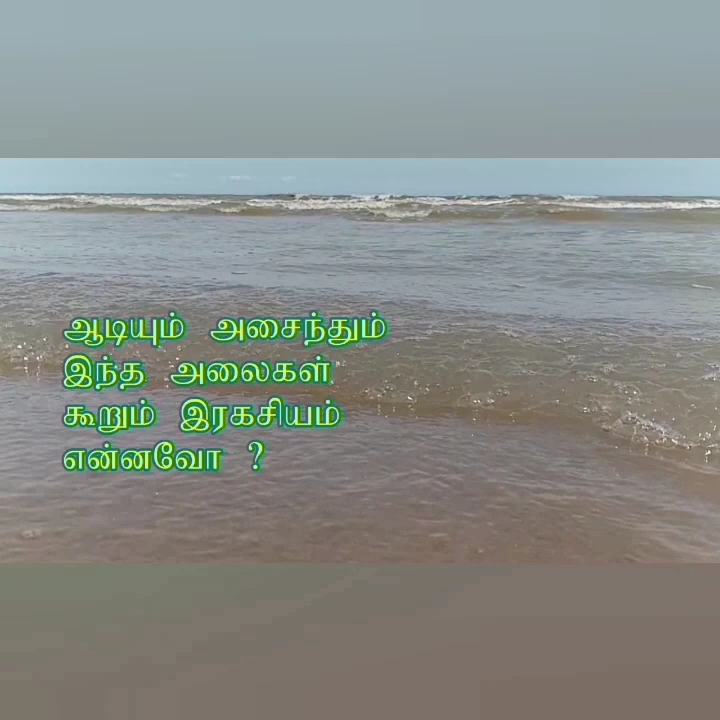 ஆடியும் அசைந்தும்
இந்த அலைகள்
கூறும் இரகசியம்
என்னவோ ?